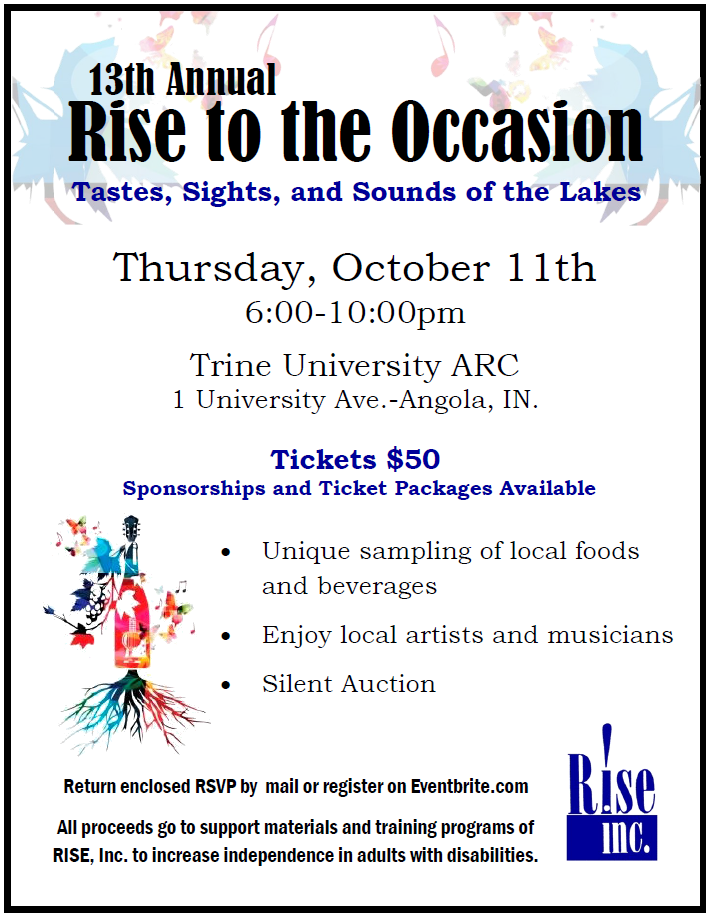 13th Annual
Rise to the Occasion
Tastes, Sights, and Sounds of the Lakes
Thursday, October 11th
6:00-10:00pm
Trine University ARC
1 University Ave.-Angola, IN.
Tickets $50
Sponsorships and Ticket Packages Available
• Unique sampling of local foods
and beverages
• Enjoy local artists and musicians
• Silent Auction
Return enclosed RSVP by mail or register on Eventbrite.com
All proceeds go to support materials and training programs of
RISE, Inc. to increase independence in adults with disabilities.
R!se
inc.